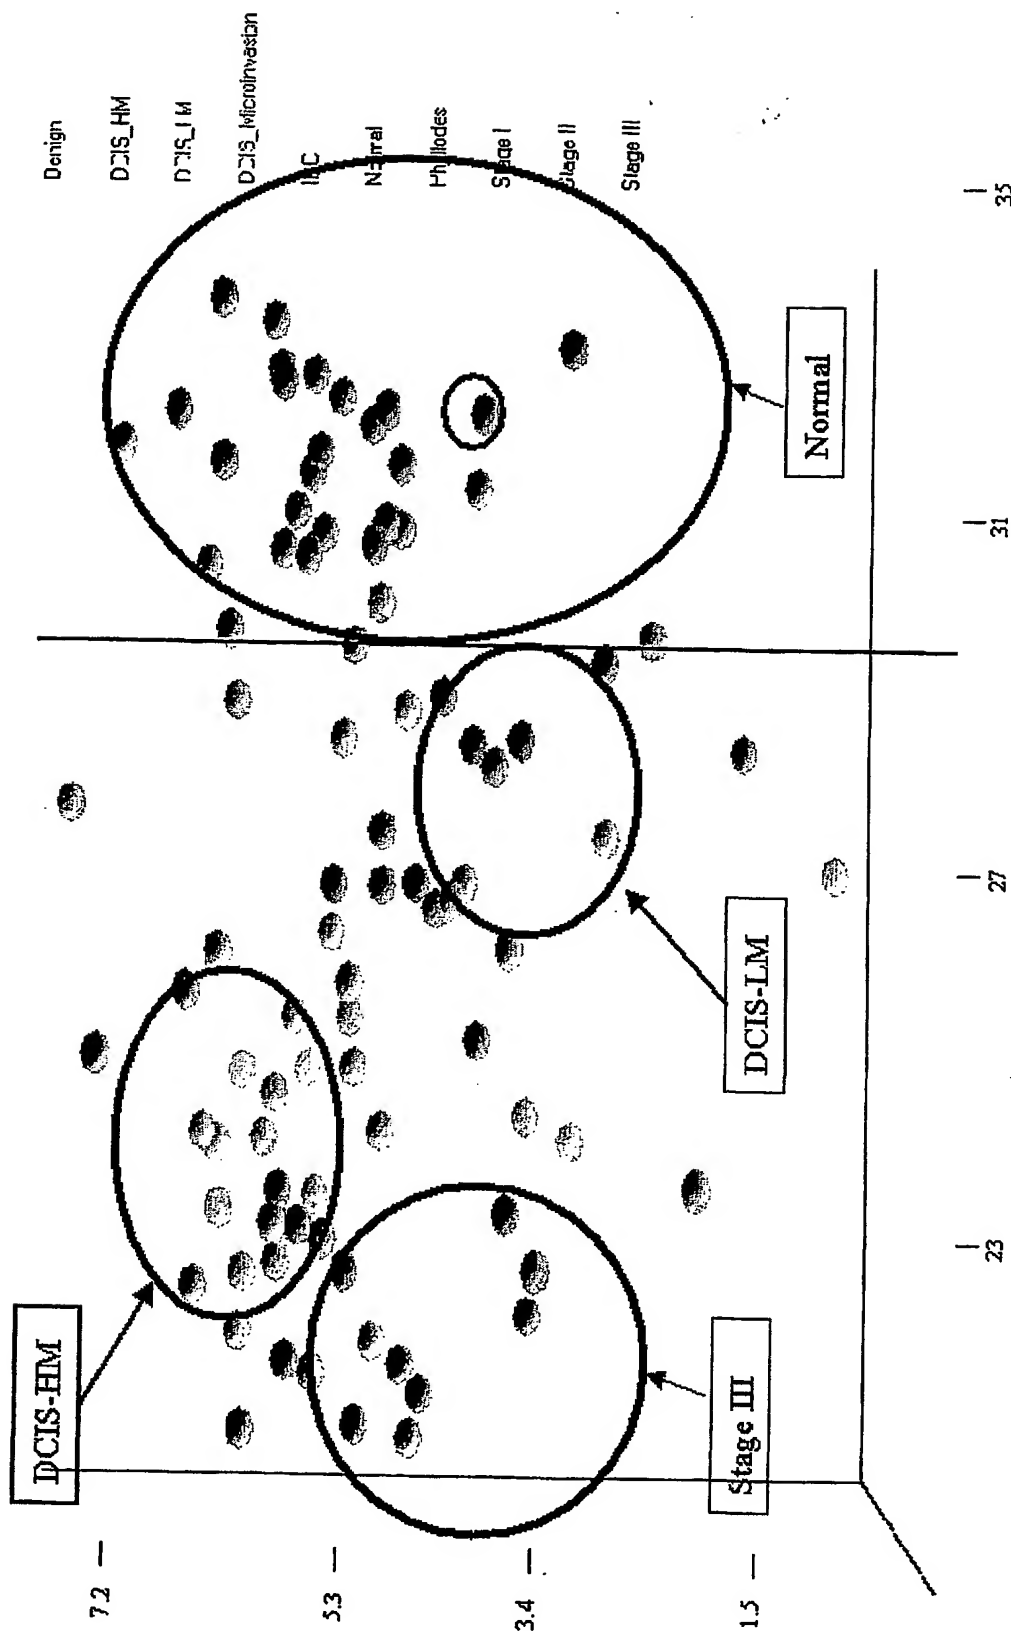 Benign
DCIS_HM
DCIS_LM
DCIS_Microinvasion
Normal
Phyllodes
Stage I
Stage II
Stage III
DCIS-HM
7.2
5.3
3.4
1.5
Stage III
DCIS-LM
Normal
23
27
31
35